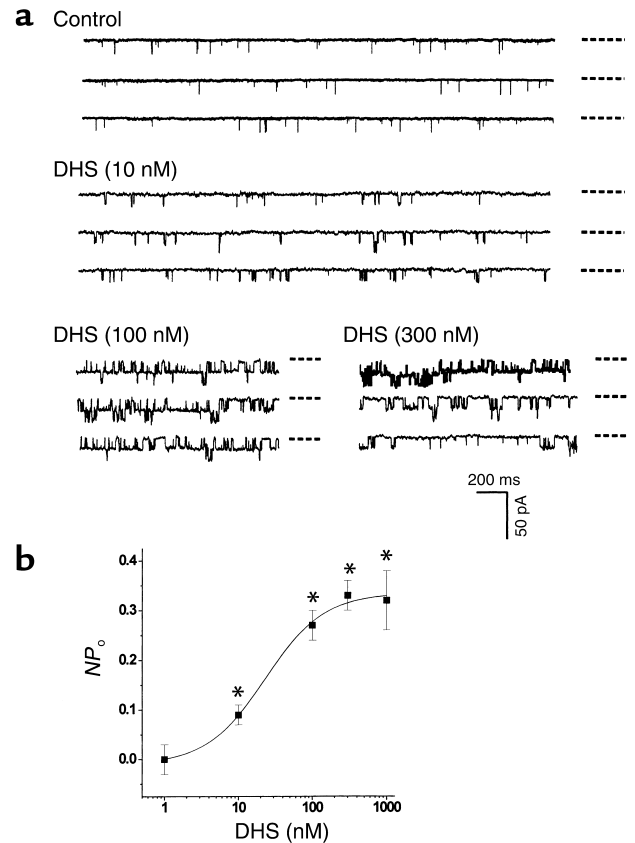 a
Control
DHS (10 nM)
DHS (100 nM)
DHS (300 nM)
200 ms
50 pA
b
0.4
0.3
0.2
0.1
0.0
NPo
* * * *
1 10 100 1000
DHS (nM)